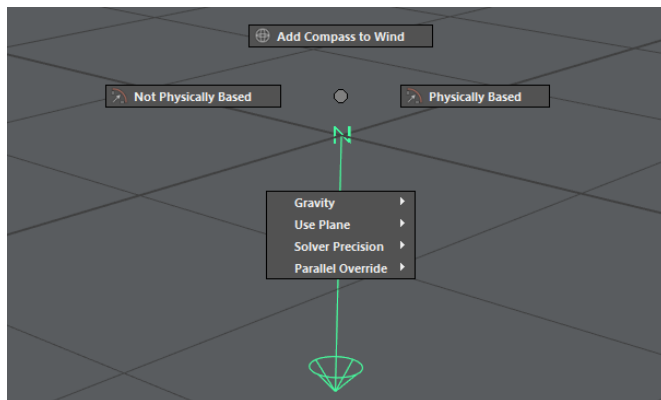 Add Compass to Wind
Not Physically Based
Physically Based
N
Gravity
Use Plane
Solver Precision
Parallel Override